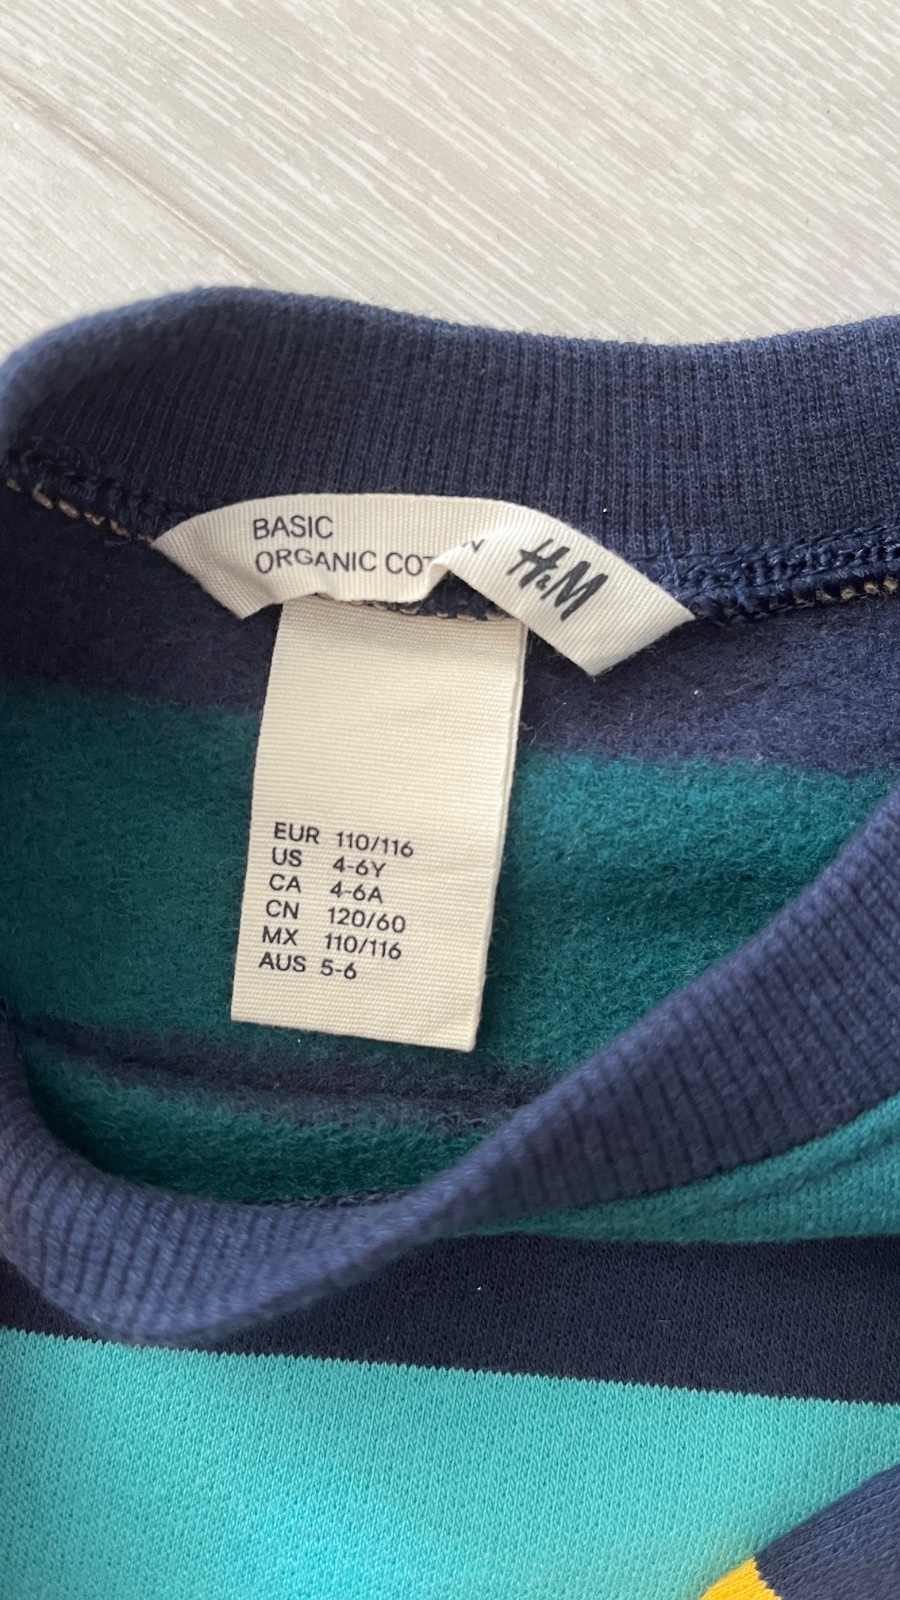 BASIC
ORGANIC
H&M
EUR 110/116
US 4-6Y
CA 4-6A
CN 120/60
MX 110/116
AUS 5-6